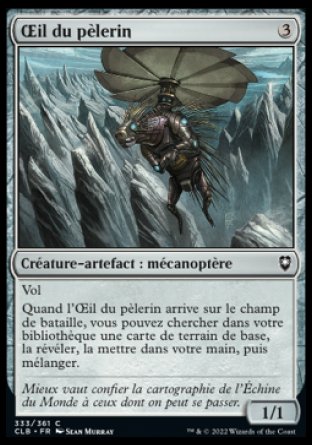 Œil du pèlerin 3
Créature-artefact : mécanoptère
Vol
Quand l'Œil du pèlerin arrive sur le champ
de bataille, vous pouvez chercher dans votre
bibliothèque une carte de terrain de base,
la révéler, la mettre dans votre main, puis
mélanger.
Mieux vaut confier la cartographie de l'Échine
du Monde à ceux dont on peut se passer.
1/1
333/361 C
CLB • FR Sean Murray
™ & © 2022 Wizards of the Coast